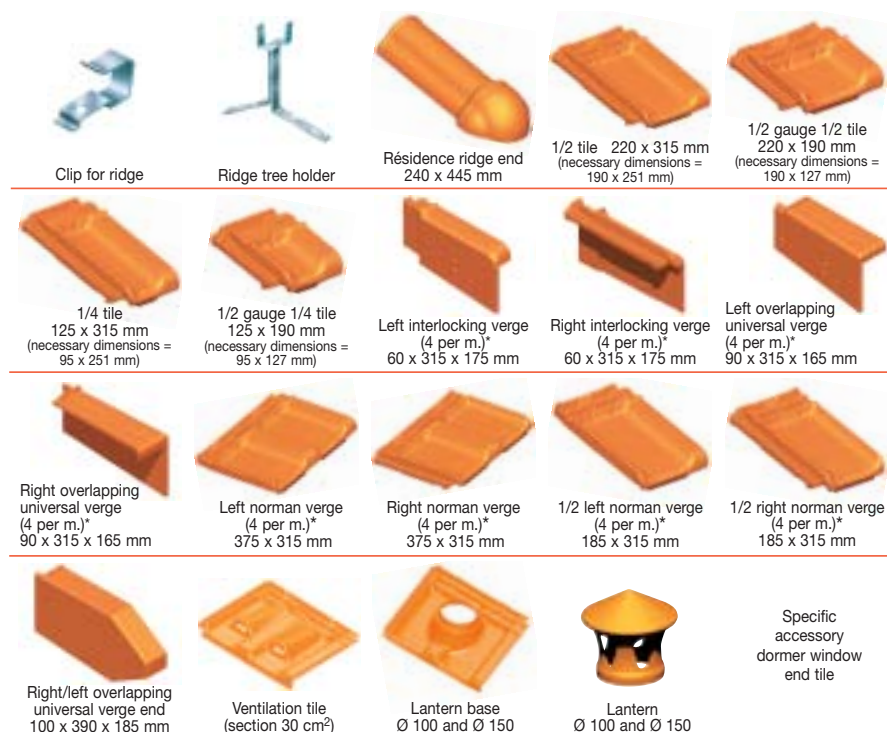 Clip for ridge
Ridge tree holder
Résidence ridge end
240 x 445 mm
1/2 tile 220 x 315 mm
(necessary dimensions =
190 x 251 mm)
1/2 gauge 1/2 tile
220 x 190 mm
(necessary dimensions =
190 x 127 mm)
1/4 tile
125 x 315 mm
(necessary dimensions =
95 x 251 mm)
1/2 gauge 1/4 tile
125 x 190 mm
(necessary dimensions =
95 x 127 mm)
Left interlocking verge
(4 per m.)*
60 x 315 x 175 mm
Right interlocking verge
(4 per m.)*
60 x 315 x 175 mm
Left overlapping
universal verge
(4 per m.)*
90 x 315 x 165 mm
Right overlapping
universal verge
(4 per m.)*
90 x 315 x 165 mm
Left norman verge
(4 per m.)*
375 x 315 mm
Right norman verge
(4 per m.)*
375 x 315 mm
1/2 left norman verge
(4 per m.)*
185 x 315 mm
1/2 right norman verge
(4 per m.)*
185 x 315 mm
Right/left overlapping
universal verge end
100 x 390 x 185 mm
Ventilation tile
(section 30 cm²)
Lantern base
Ø 100 and Ø 150
Lantern
Ø 100 and Ø 150
Specific
accessory
dormer window
end tile